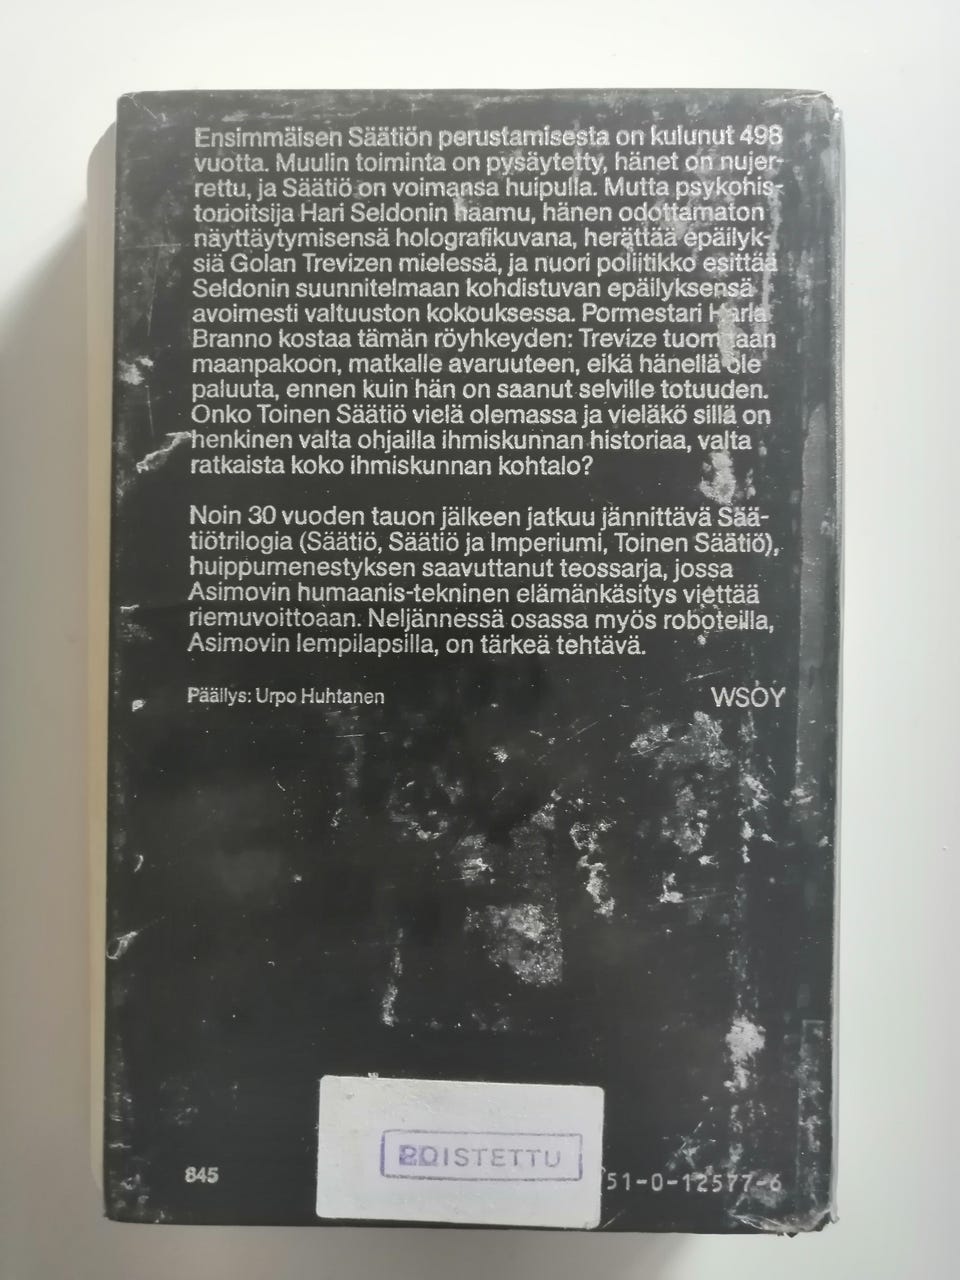 Ensimmäisen Säätiön perustamisesta on kulunut 498
vuotta. Muulin toiminta on pysäytetty, hänet on nujer-
rettu, ja Säätiö on voimansa huipulla. Mutta psykohis-
torioitsija Hari Seldonin haamu, hänen odottamaton
näyttäytymisensä holografikuvana, herättää epäilyk-
siä Golan Trevizen mielessä, ja nuori poliitikko esittää
Seldonin suunnitelmaan kohdistuvan epäilyksensä
avoimesti valtuuston kokouksessa. Pormestari Harla
Branno kostaa tämän röyhkeyden: Trevize tuomitaan
maanpakoon, matkalle avaruuteen, eikä hänellä ole
paluuta, ennen kuin hän on saanut selville totuuden.
Onko Toinen Säätiö vielä olemassa ja vieläkö sillä on
henkinen valta ohjailla ihmiskunnan historiaa, valta
ratkaista koko ihmiskunnan kohtalo?
Noin 30 vuoden tauon jälkeen jatkuu jännittävä Sää-
tiötrilogia (Säätiö, Säätiö ja Imperiumi, Toinen Säätiö),
huippumenestyksen saavuttanut teossarja, jossa
Asimovin humaanis-tekninen elämänkäsitys viettää
riemuvoittoaan. Neljännessä osassa myös roboteilla,
Asimovin lempilapsilla, on tärkeä tehtävä.
Päällys: Urpo Huhtanen WSOY
POISTETTU
845 51-0-12577-6